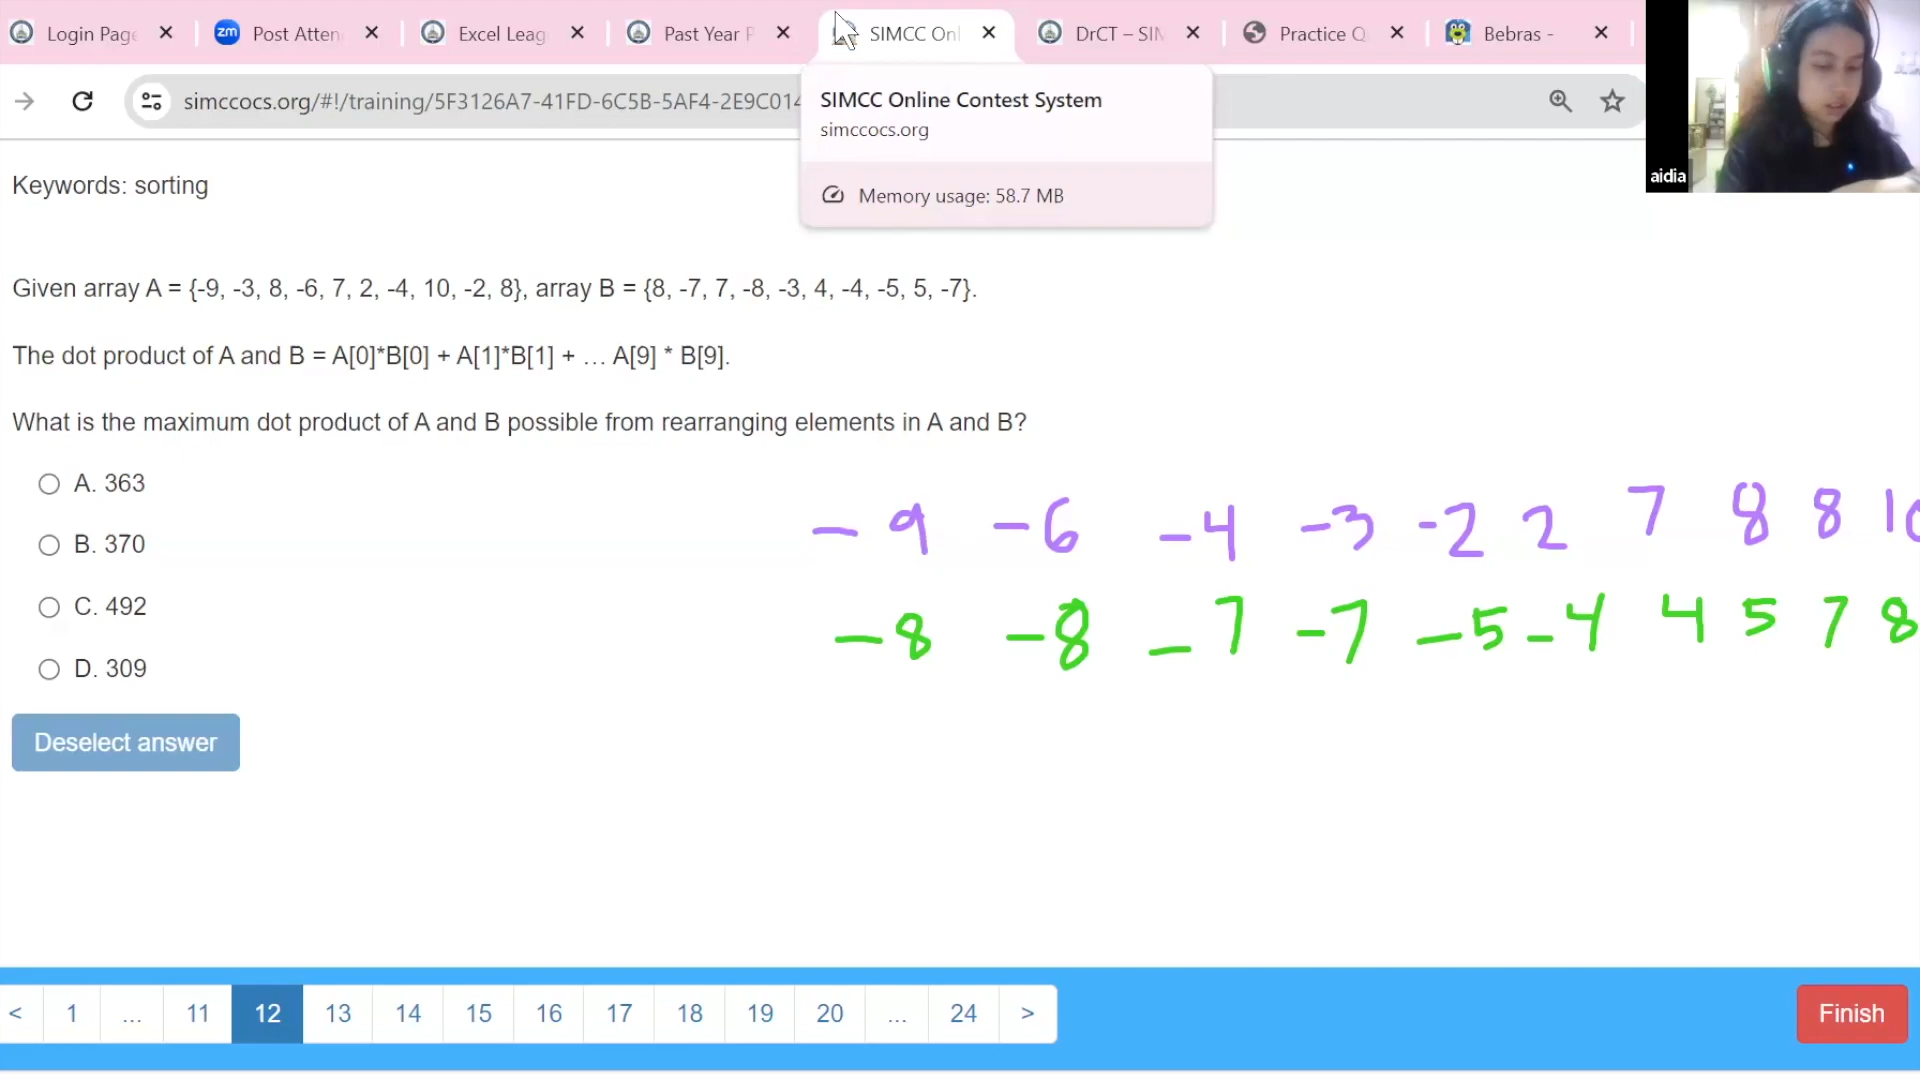 Login Page
Post Atten
Excel Leag
Past Year P
SIMCC Onl
DrCT – SIM
Practice Q
Bebras -
simccocs.org/#!/training/5F3126A7-41FD-6C5B-5AF4-2E9C014
SIMCC Online Contest System
simccocs.org
Memory usage: 58.7 MB
aidia
Keywords: sorting
Given array A = {-9, -3, 8, -6, 7, 2, -4, 10, -2, 8}, array B = {8, -7, 7, -8, -3, 4, -4, -5, 5, -7}.
The dot product of A and B = A[0]*B[0] + A[1]*B[1] + … A[9] * B[9].
What is the maximum dot product of A and B possible from rearranging elements in A and B?
A. 363
B. 370
C. 492
D. 309
-9 -6 -4 -3 -2 2 7 8 8 10
-8 -8 -7 -7 -5 -4 4 5 7 8
Deselect answer
< 1 ... 11 12 13 14 15 16 17 18 19 20 ... 24 >
Finish